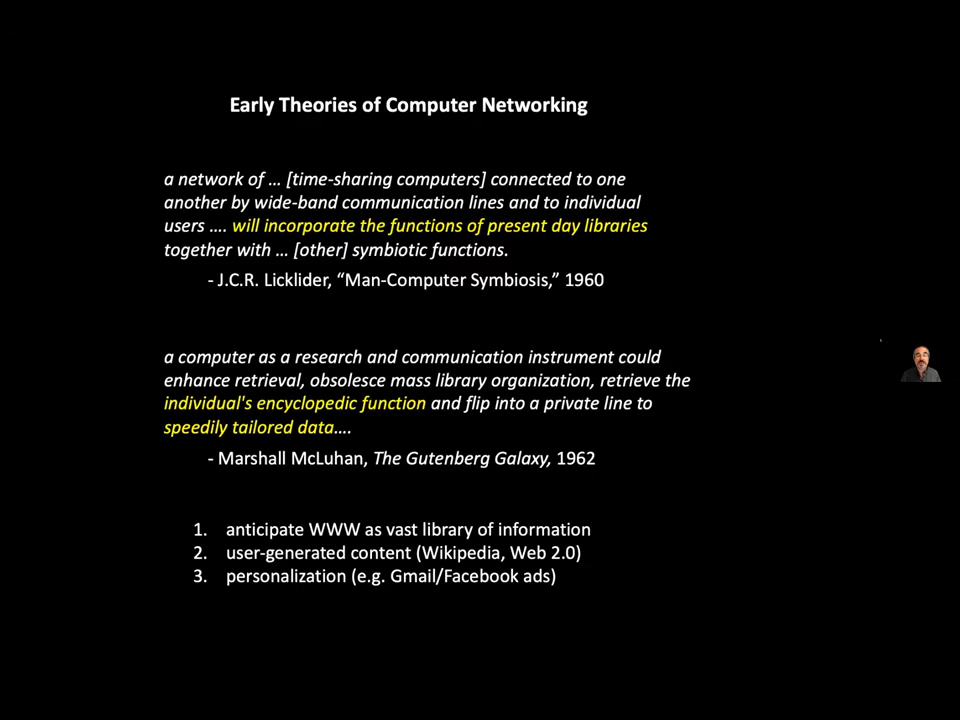 Early Theories of Computer Networking
a network of … [time-sharing computers] connected to one
another by wide-band communication lines and to individual
users …. will incorporate the functions of present day libraries
together with … [other] symbiotic functions.
- J.C.R. Licklider, “Man-Computer Symbiosis,” 1960
a computer as a research and communication instrument could
enhance retrieval, obsolesce mass library organization, retrieve the
individual's encyclopedic function and flip into a private line to
speedily tailored data….
- Marshall McLuhan, The Gutenberg Galaxy, 1962
1. anticipate WWW as vast library of information
2. user-generated content (Wikipedia, Web 2.0)
3. personalization (e.g. Gmail/Facebook ads)